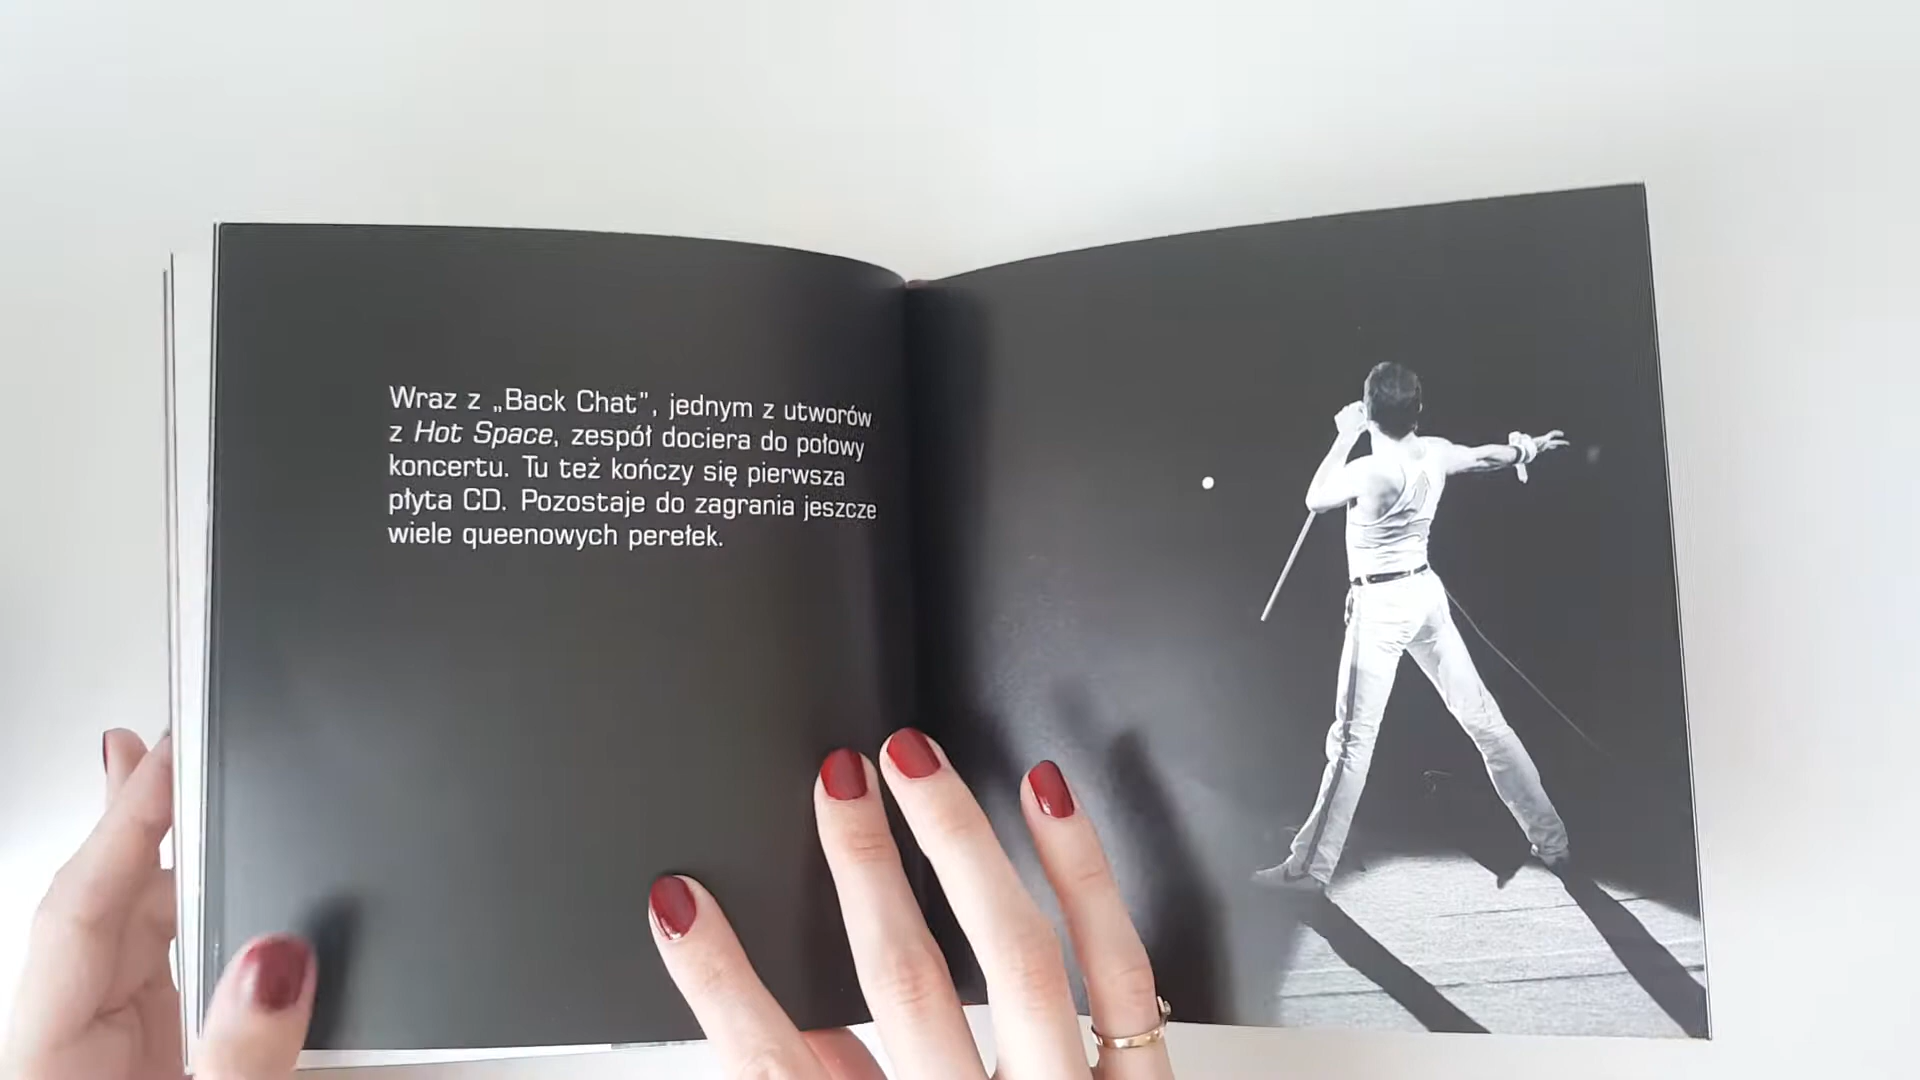 Wraz z „Back Chat”, jednym z utworów
z Hot Space, zespół dociera do połowy
koncertu. Tu też kończy się pierwsza
płyta CD. Pozostaje do zagrania jeszcze
wiele queenowych perełek.